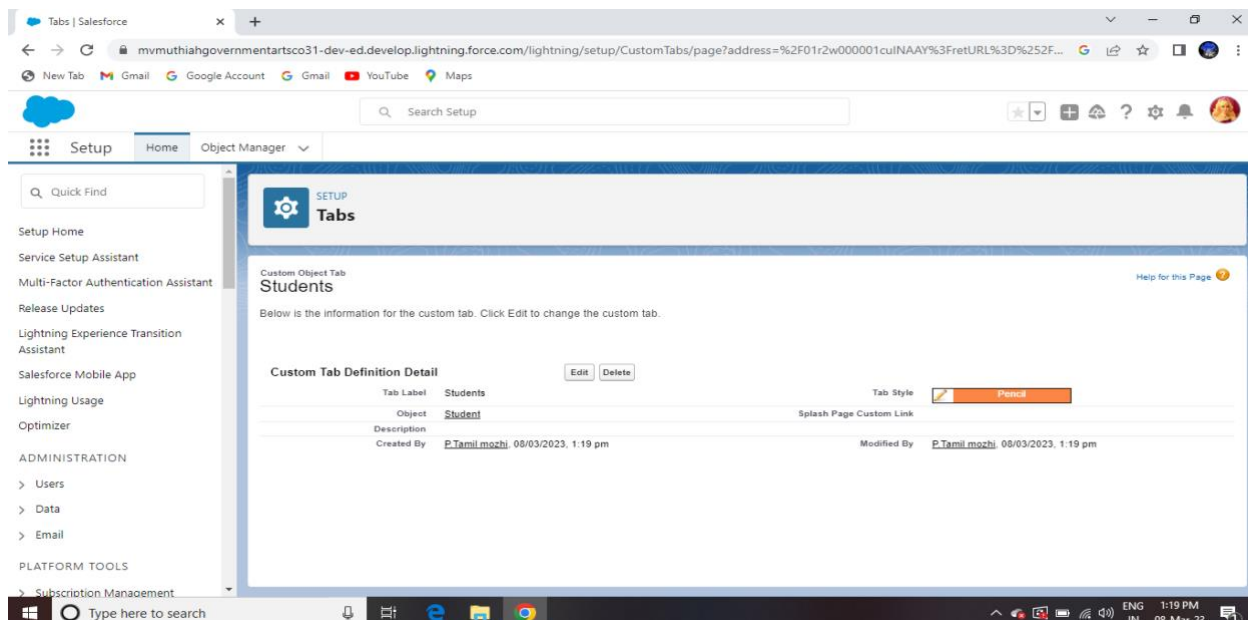 Tabs | Salesforce
mvmuthiahgovernmentartsco31-dev-ed.develop.lightning.force.com/lightning/setup/CustomTabs/page?address=%2F01r2w000001cuINAAY%3FretURL%3D%252F...
New Tab Gmail Google Account Gmail YouTube Maps
Search Setup
Setup Home Object Manager
Quick Find
Setup Home
Service Setup Assistant
Multi-Factor Authentication Assistant
Release Updates
Lightning Experience Transition
Assistant
Salesforce Mobile App
Lightning Usage
Optimizer
ADMINISTRATION
> Users
> Data
> Email
PLATFORM TOOLS
> Subscription Management
SETUP
Tabs
Custom Object Tab
Students
Help for this Page
Below is the information for the custom tab. Click Edit to change the custom tab.
Custom Tab Definition Detail Edit Delete
Tab Label Students Tab Style Pencil
Object Student Splash Page Custom Link
Description
Created By P.Tamil mozhi, 08/03/2023, 1:19 pm Modified By P.Tamil mozhi, 08/03/2023, 1:19 pm
Type here to search
ENG 1:19 PM
IN 08-Mar-23